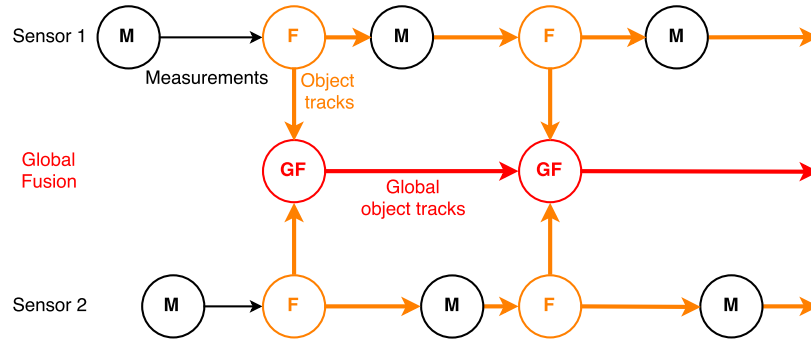 Sensor 1
M
F
M
F
M
Measurements
Object
tracks
Global
Fusion
GF
GF
Global
object tracks
Sensor 2
M
F
M
F
M